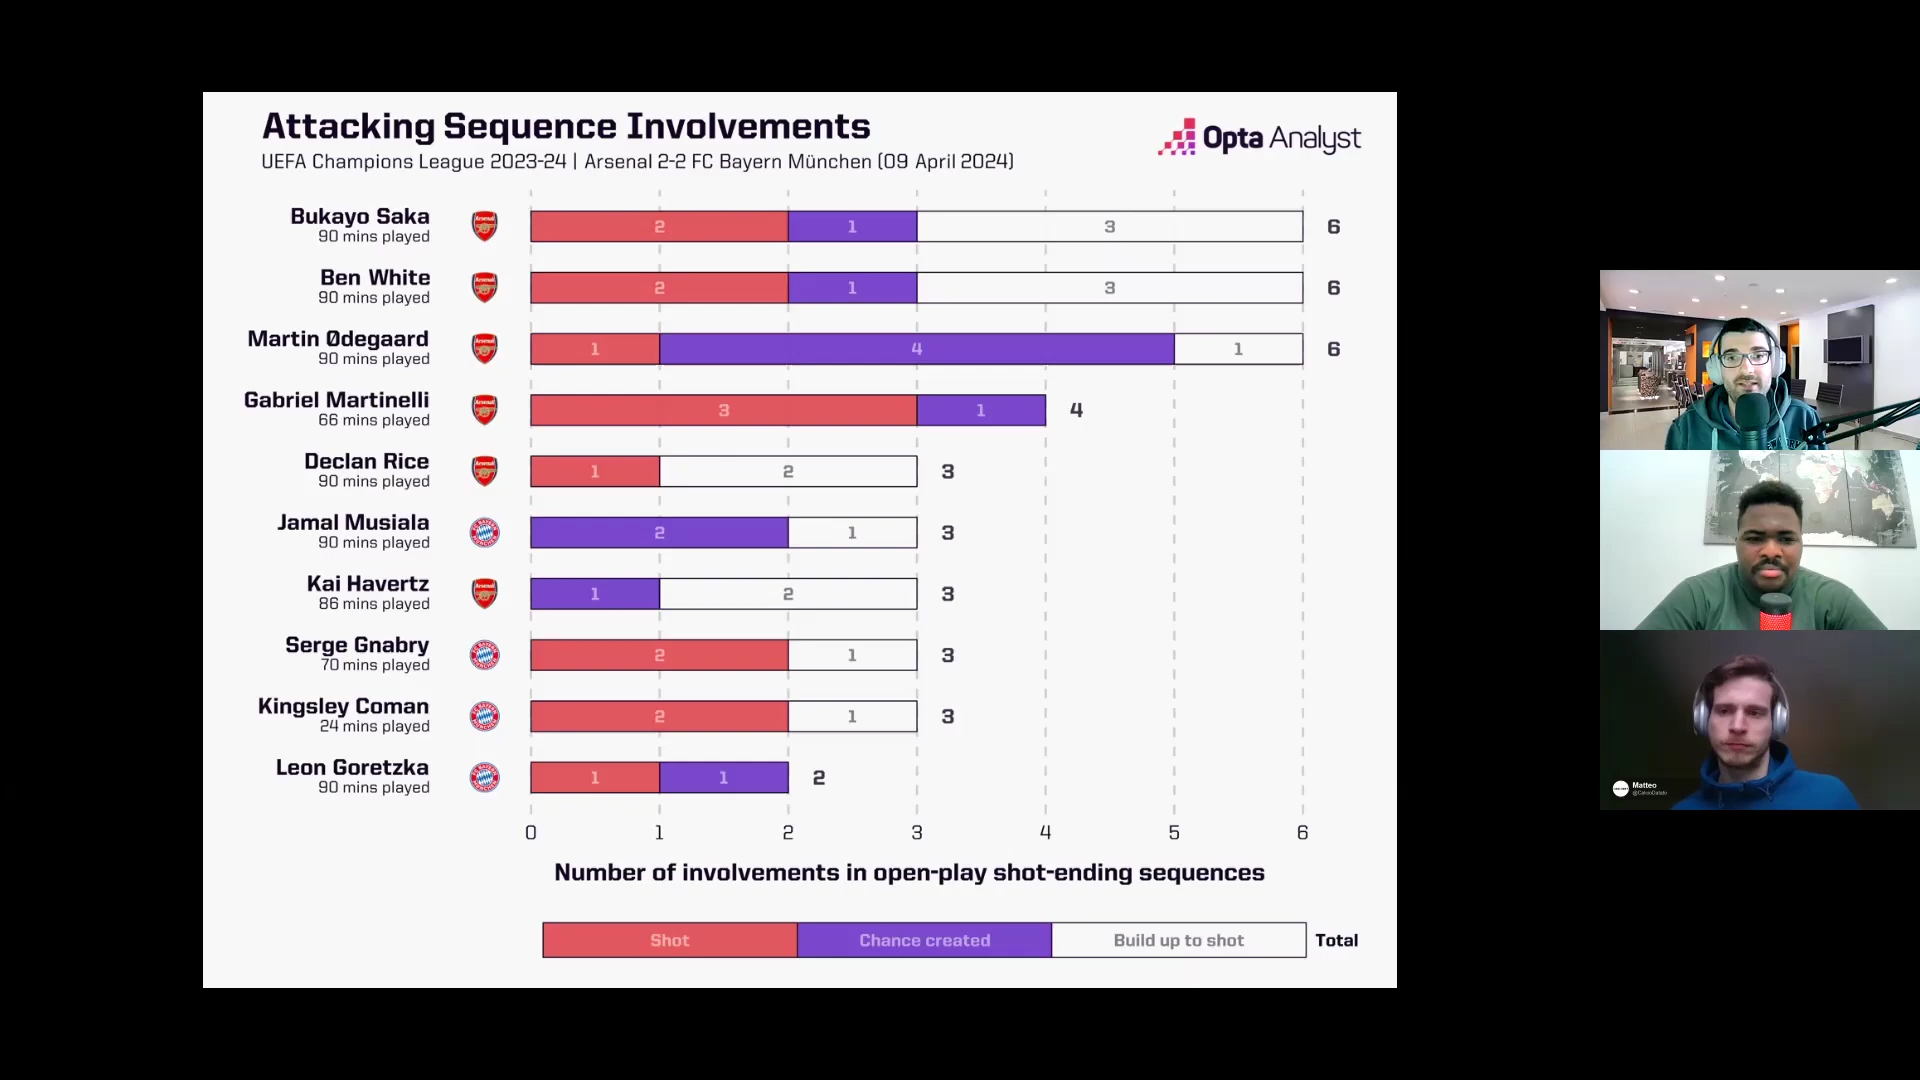 Attacking Sequence Involvements
UEFA Champions League 2023-24 | Arsenal 2-2 FC Bayern München (09 April 2024)
Opta Analyst
Bukayo Saka
90 mins played
2 1 3 6
Ben White
90 mins played
2 1 3 6
Martin Ødegaard
90 mins played
1 4 1 6
Gabriel Martinelli
66 mins played
3 1 4
Declan Rice
90 mins played
1 2 3
Jamal Musiala
90 mins played
2 1 3
Kai Havertz
86 mins played
1 2 3
Serge Gnabry
70 mins played
2 1 3
Kingsley Coman
24 mins played
2 1 3
Leon Goretzka
90 mins played
1 1 2
0 1 2 3 4 5 6
Number of involvements in open-play shot-ending sequences
Shot Chance created Build up to shot Total
Matteo